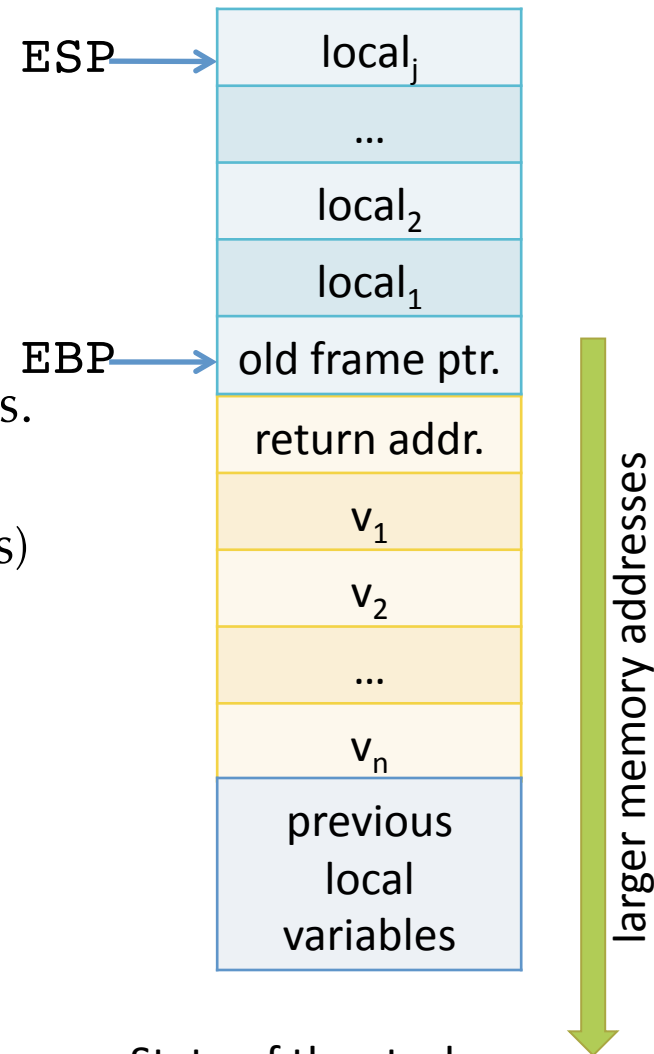 ESP
local_j
...
local_2
local_1
EBP
old frame ptr.
s.
return addr.
v_1
s)
v_2
...
v_n
previous
local
variables
larger memory addresses